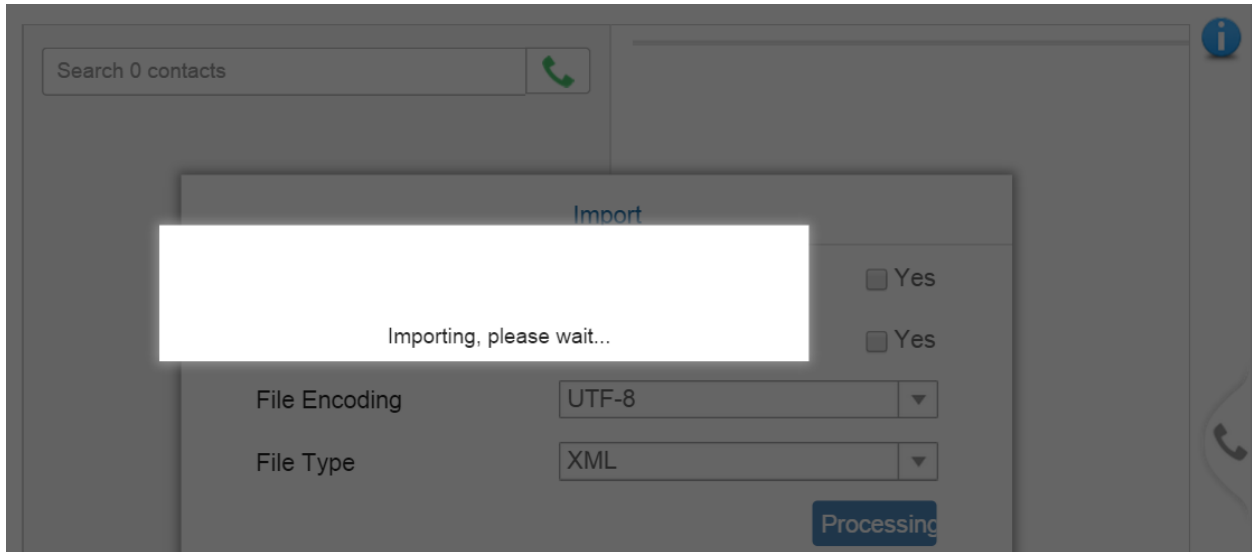 Search 0 contacts
Import
Yes
Importing, please wait...
Yes
File Encoding UTF-8
File Type XML
Processing